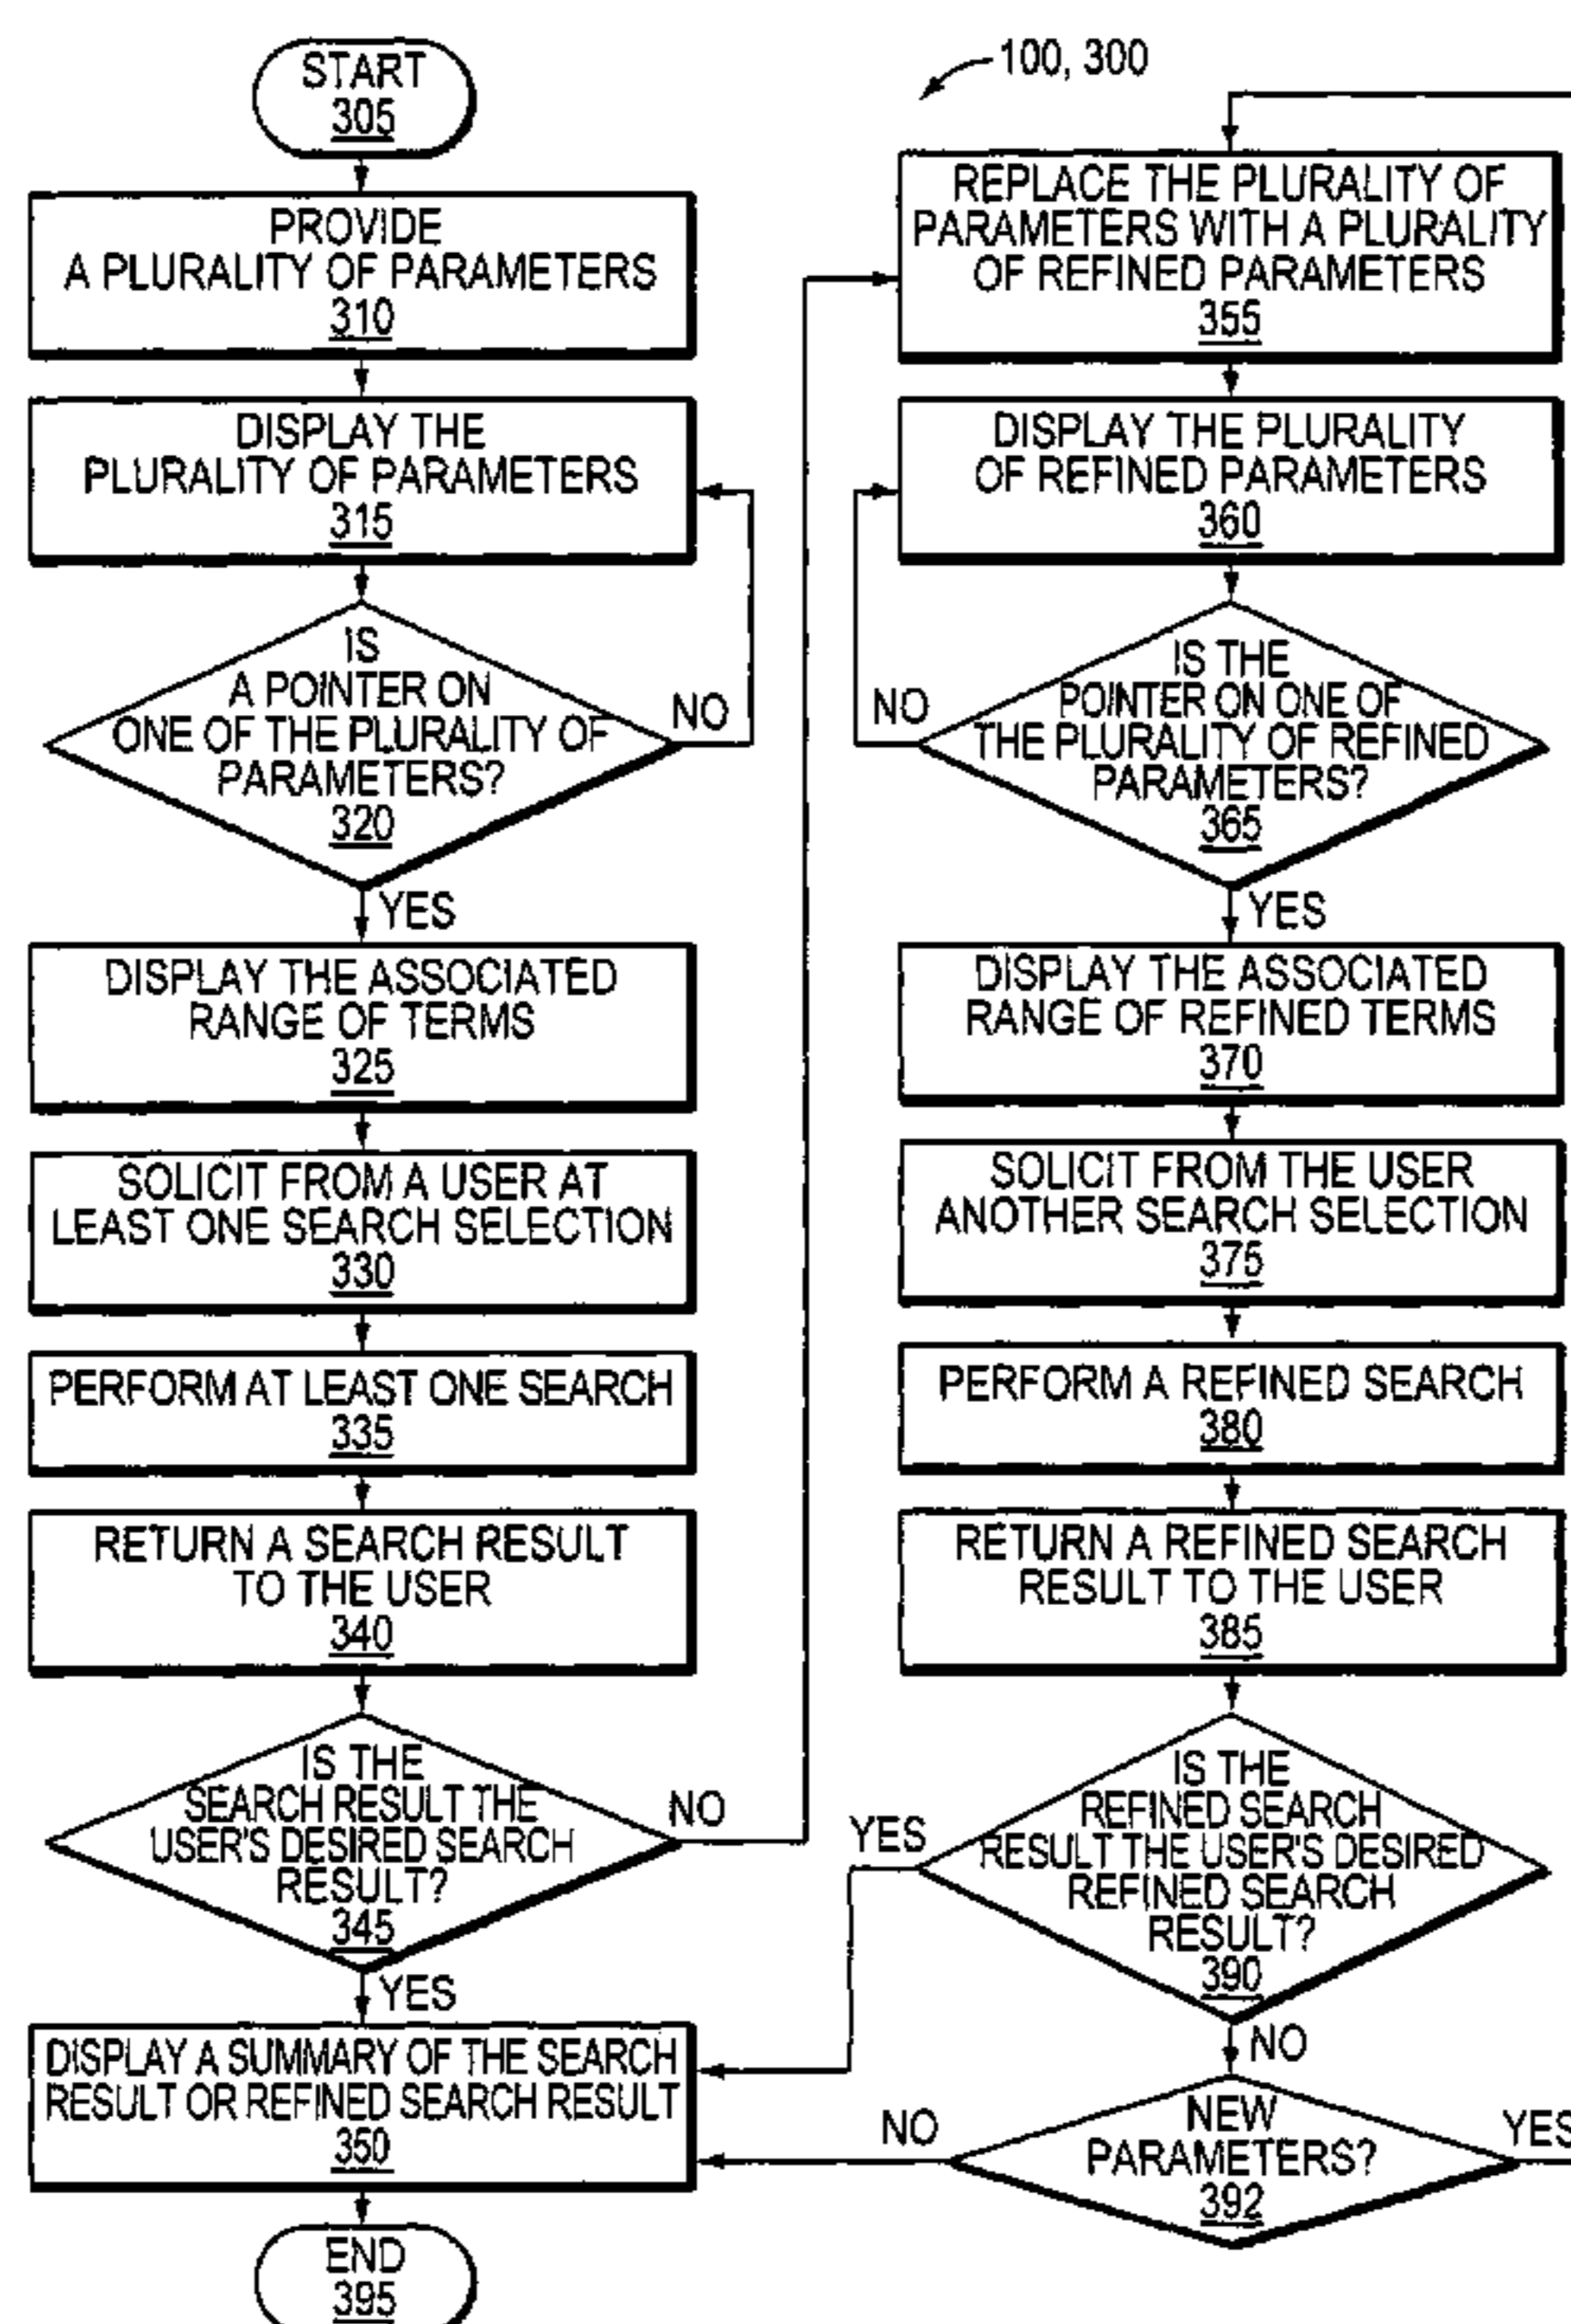 START
305
PROVIDE
A PLURALITY OF PARAMETERS
310
DISPLAY THE
PLURALITY OF PARAMETERS
315
IS
A POINTER ON
ONE OF THE PLURALITY OF
PARAMETERS?
320
NO
YES
DISPLAY THE ASSOCIATED
RANGE OF TERMS
325
SOLICIT FROM A USER AT
LEAST ONE SEARCH SELECTION
330
PERFORM AT LEAST ONE SEARCH
335
RETURN A SEARCH RESULT
TO THE USER
340
IS THE
SEARCH RESULT THE
USER'S DESIRED SEARCH
RESULT?
345
NO
YES
DISPLAY A SUMMARY OF THE SEARCH
RESULT OR REFINED SEARCH RESULT
350
END
395
100, 300
REPLACE THE PLURALITY OF
PARAMETERS WITH A PLURALITY
OF REFINED PARAMETERS
355
DISPLAY THE PLURALITY
OF REFINED PARAMETERS
360
IS THE
POINTER ON ONE OF
THE PLURALITY OF REFINED
PARAMETERS?
365
NO
YES
DISPLAY THE ASSOCIATED
RANGE OF REFINED TERMS
370
SOLICIT FROM THE USER
ANOTHER SEARCH SELECTION
375
PERFORM A REFINED SEARCH
380
RETURN A REFINED SEARCH
RESULT TO THE USER
385
IS THE
REFINED SEARCH
RESULT THE USER'S DESIRED
REFINED SEARCH
RESULT?
390
YES
NO
NEW
PARAMETERS?
392
NO
YES